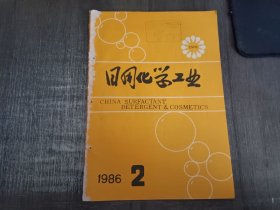 日用化学工业
CHINA SURFACTANT
DETERGENT & COSMETICS
1986 2